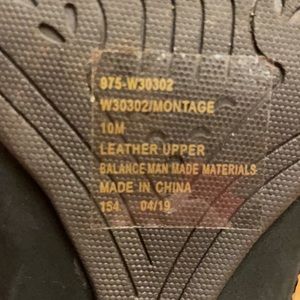 975-W30302
W30302/MONTAGE
10M
LEATHER UPPER
BALANCE MAN MADE MATERIALS
MADE IN CHINA
154 04/19